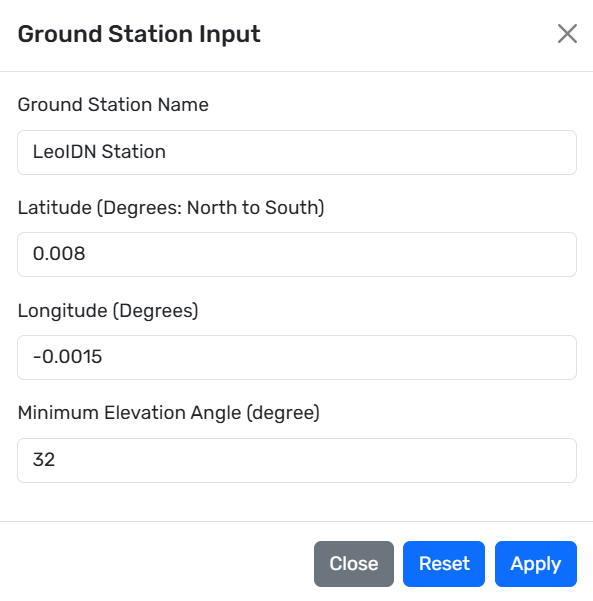 Ground Station Input
Ground Station Name
LeoIDN Station
Latitude (Degrees: North to South)
0.008
Longitude (Degrees)
-0.0015
Minimum Elevation Angle (degree)
32
Close Reset Apply